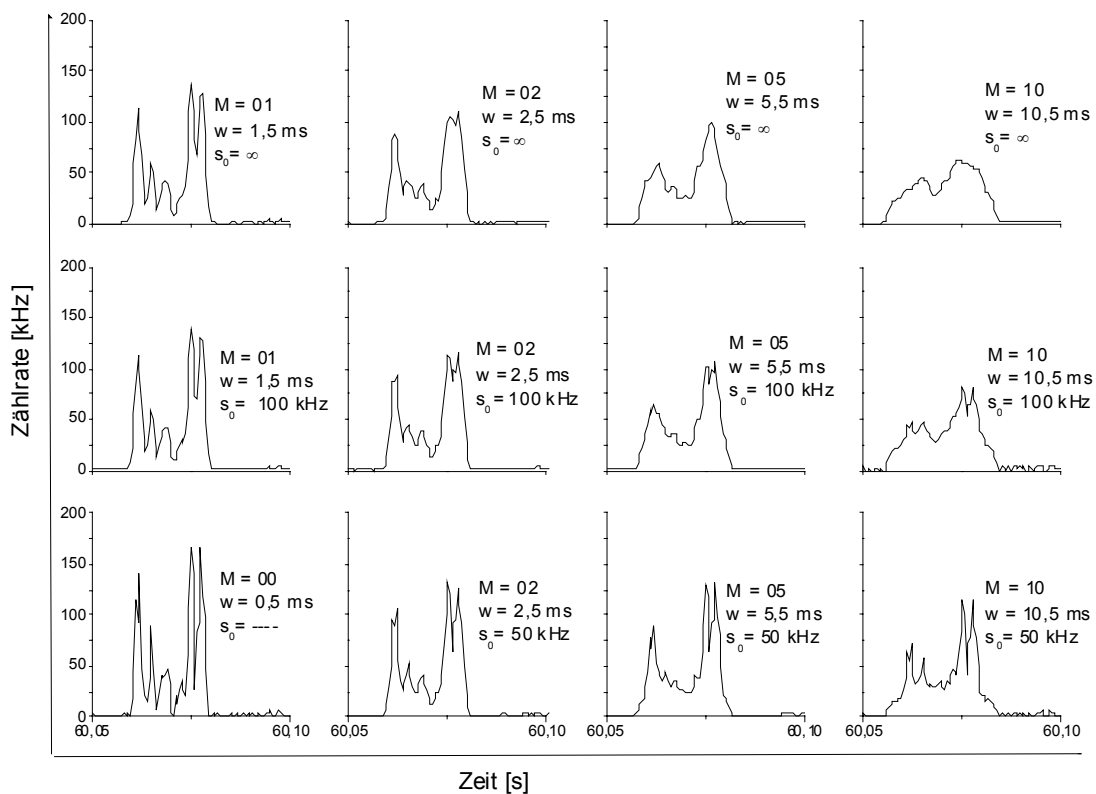 200
150
100
50
0
M = 01
w = 1,5 ms
s0= ∞
M = 02
w = 2,5 ms
s0= ∞
M = 05
w = 5,5 ms
s0= ∞
M = 10
w = 10,5 ms
s0= ∞
200
150
100
50
0
M = 01
w = 1,5 ms
s0= 100 kHz
M = 02
w = 2,5 ms
s0= 100 kHz
M = 05
w = 5,5 ms
s0= 100 kHz
M = 10
w = 10,5 ms
s0= 100 kHz
200
150
100
50
0
M = 00
w = 0,5 ms
s0= ----
M = 02
w = 2,5 ms
s0= 50 kHz
M = 05
w = 5,5 ms
s0= 50 kHz
M = 10
w = 10,5 ms
s0= 50 kHz
60,05 60,10 60,05 60,10 60,05 60,10 60,05 60,10
Zählrate [kHz]
Zeit [s]